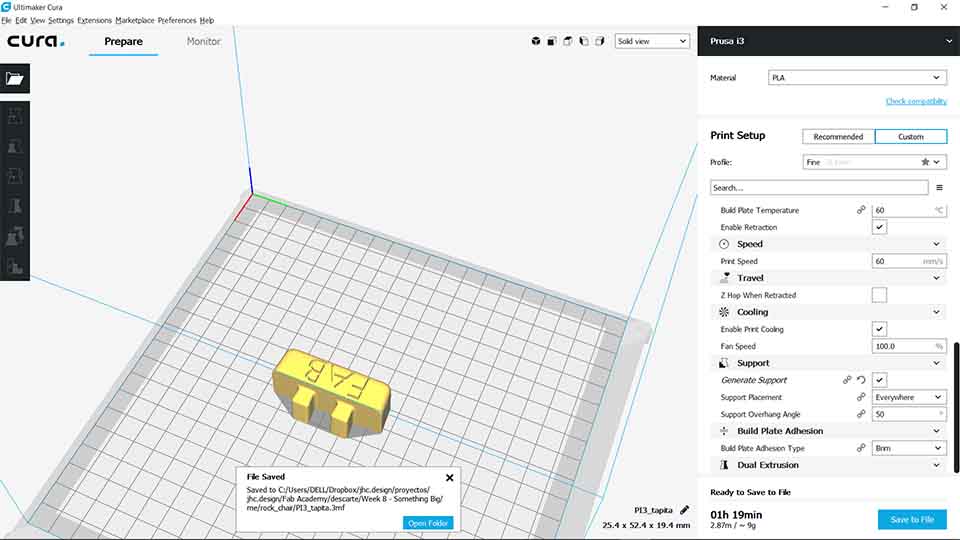 Ultimaker Cura
File Edit View Settings Extensions Marketplace Preferences Help
cura.
Prepare
Monitor
Solid view
Prusa i3
Material
PLA
Check compatibility
Print Setup
Recommended
Custom
Profile:
Fine
Search...
Build Plate Temperature
60
°C
Enable Retraction
Speed
Print Speed
60
mm/s
Travel
Z Hop When Retracted
Cooling
Enable Print Cooling
Fan Speed
100.0
%
Support
Generate Support
Support Placement
Everywhere
Support Overhang Angle
50
°
Build Plate Adhesion
Build Plate Adhesion Type
Brim
Dual Extrusion
FAB
File Saved
Saved to C:/Users/DELL/Dropbox/jhc.design/proyectos/
jhc.design/Fab Academy/descarte/Week 8 - Something Big/
me/rock_char/PI3_tapita.3mf
Open Folder
PI3_tapita
25.4 x 52.4 x 19.4 mm
Ready to Save to File
01h 19min
2.87m / ~ 9g
Save to File